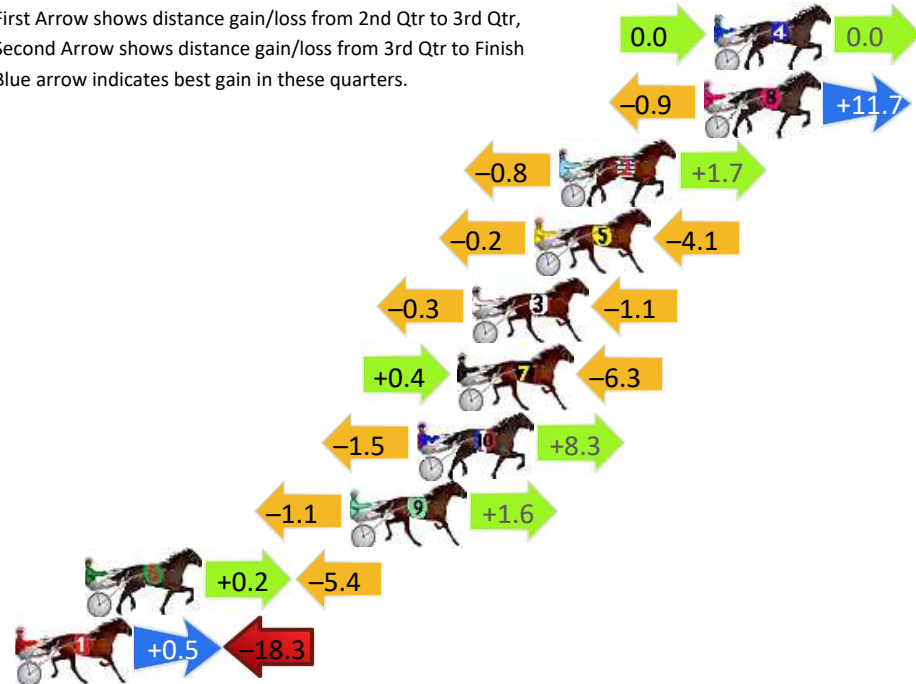 First Arrow shows distance gain/loss from 2nd Qtr to 3rd Qtr,
Second Arrow shows distance gain/loss from 3rd Qtr to Finish
Blue arrow indicates best gain in these quarters.
0.0 4 0.0
−0.9 8 +11.7
−0.8 +1.7
−0.2 5 −4.1
−0.3 3 −1.1
+0.4 7 −6.3
−1.5 10 +8.3
−1.1 9 +1.6
6 +0.2 −5.4
1 +0.5 −18.3